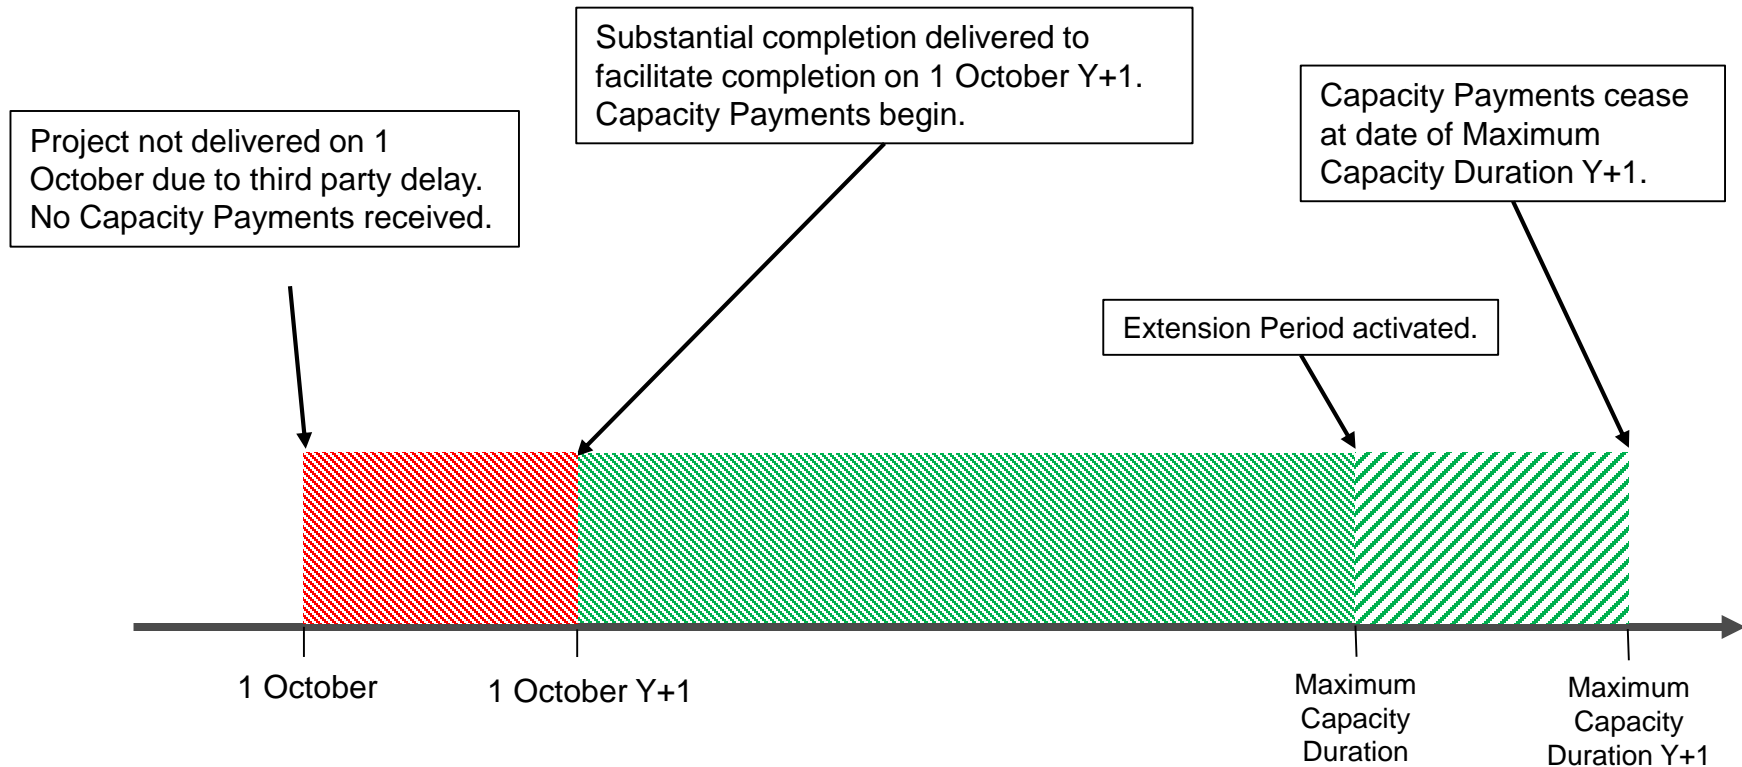 Project not delivered on 1
October due to third party delay.
No Capacity Payments received.
Substantial completion delivered to
facilitate completion on 1 October Y+1.
Capacity Payments begin.
Capacity Payments cease
at date of Maximum
Capacity Duration Y+1.
Extension Period activated.
1 October
1 October Y+1
Maximum
Capacity
Duration
Maximum
Capacity
Duration Y+1